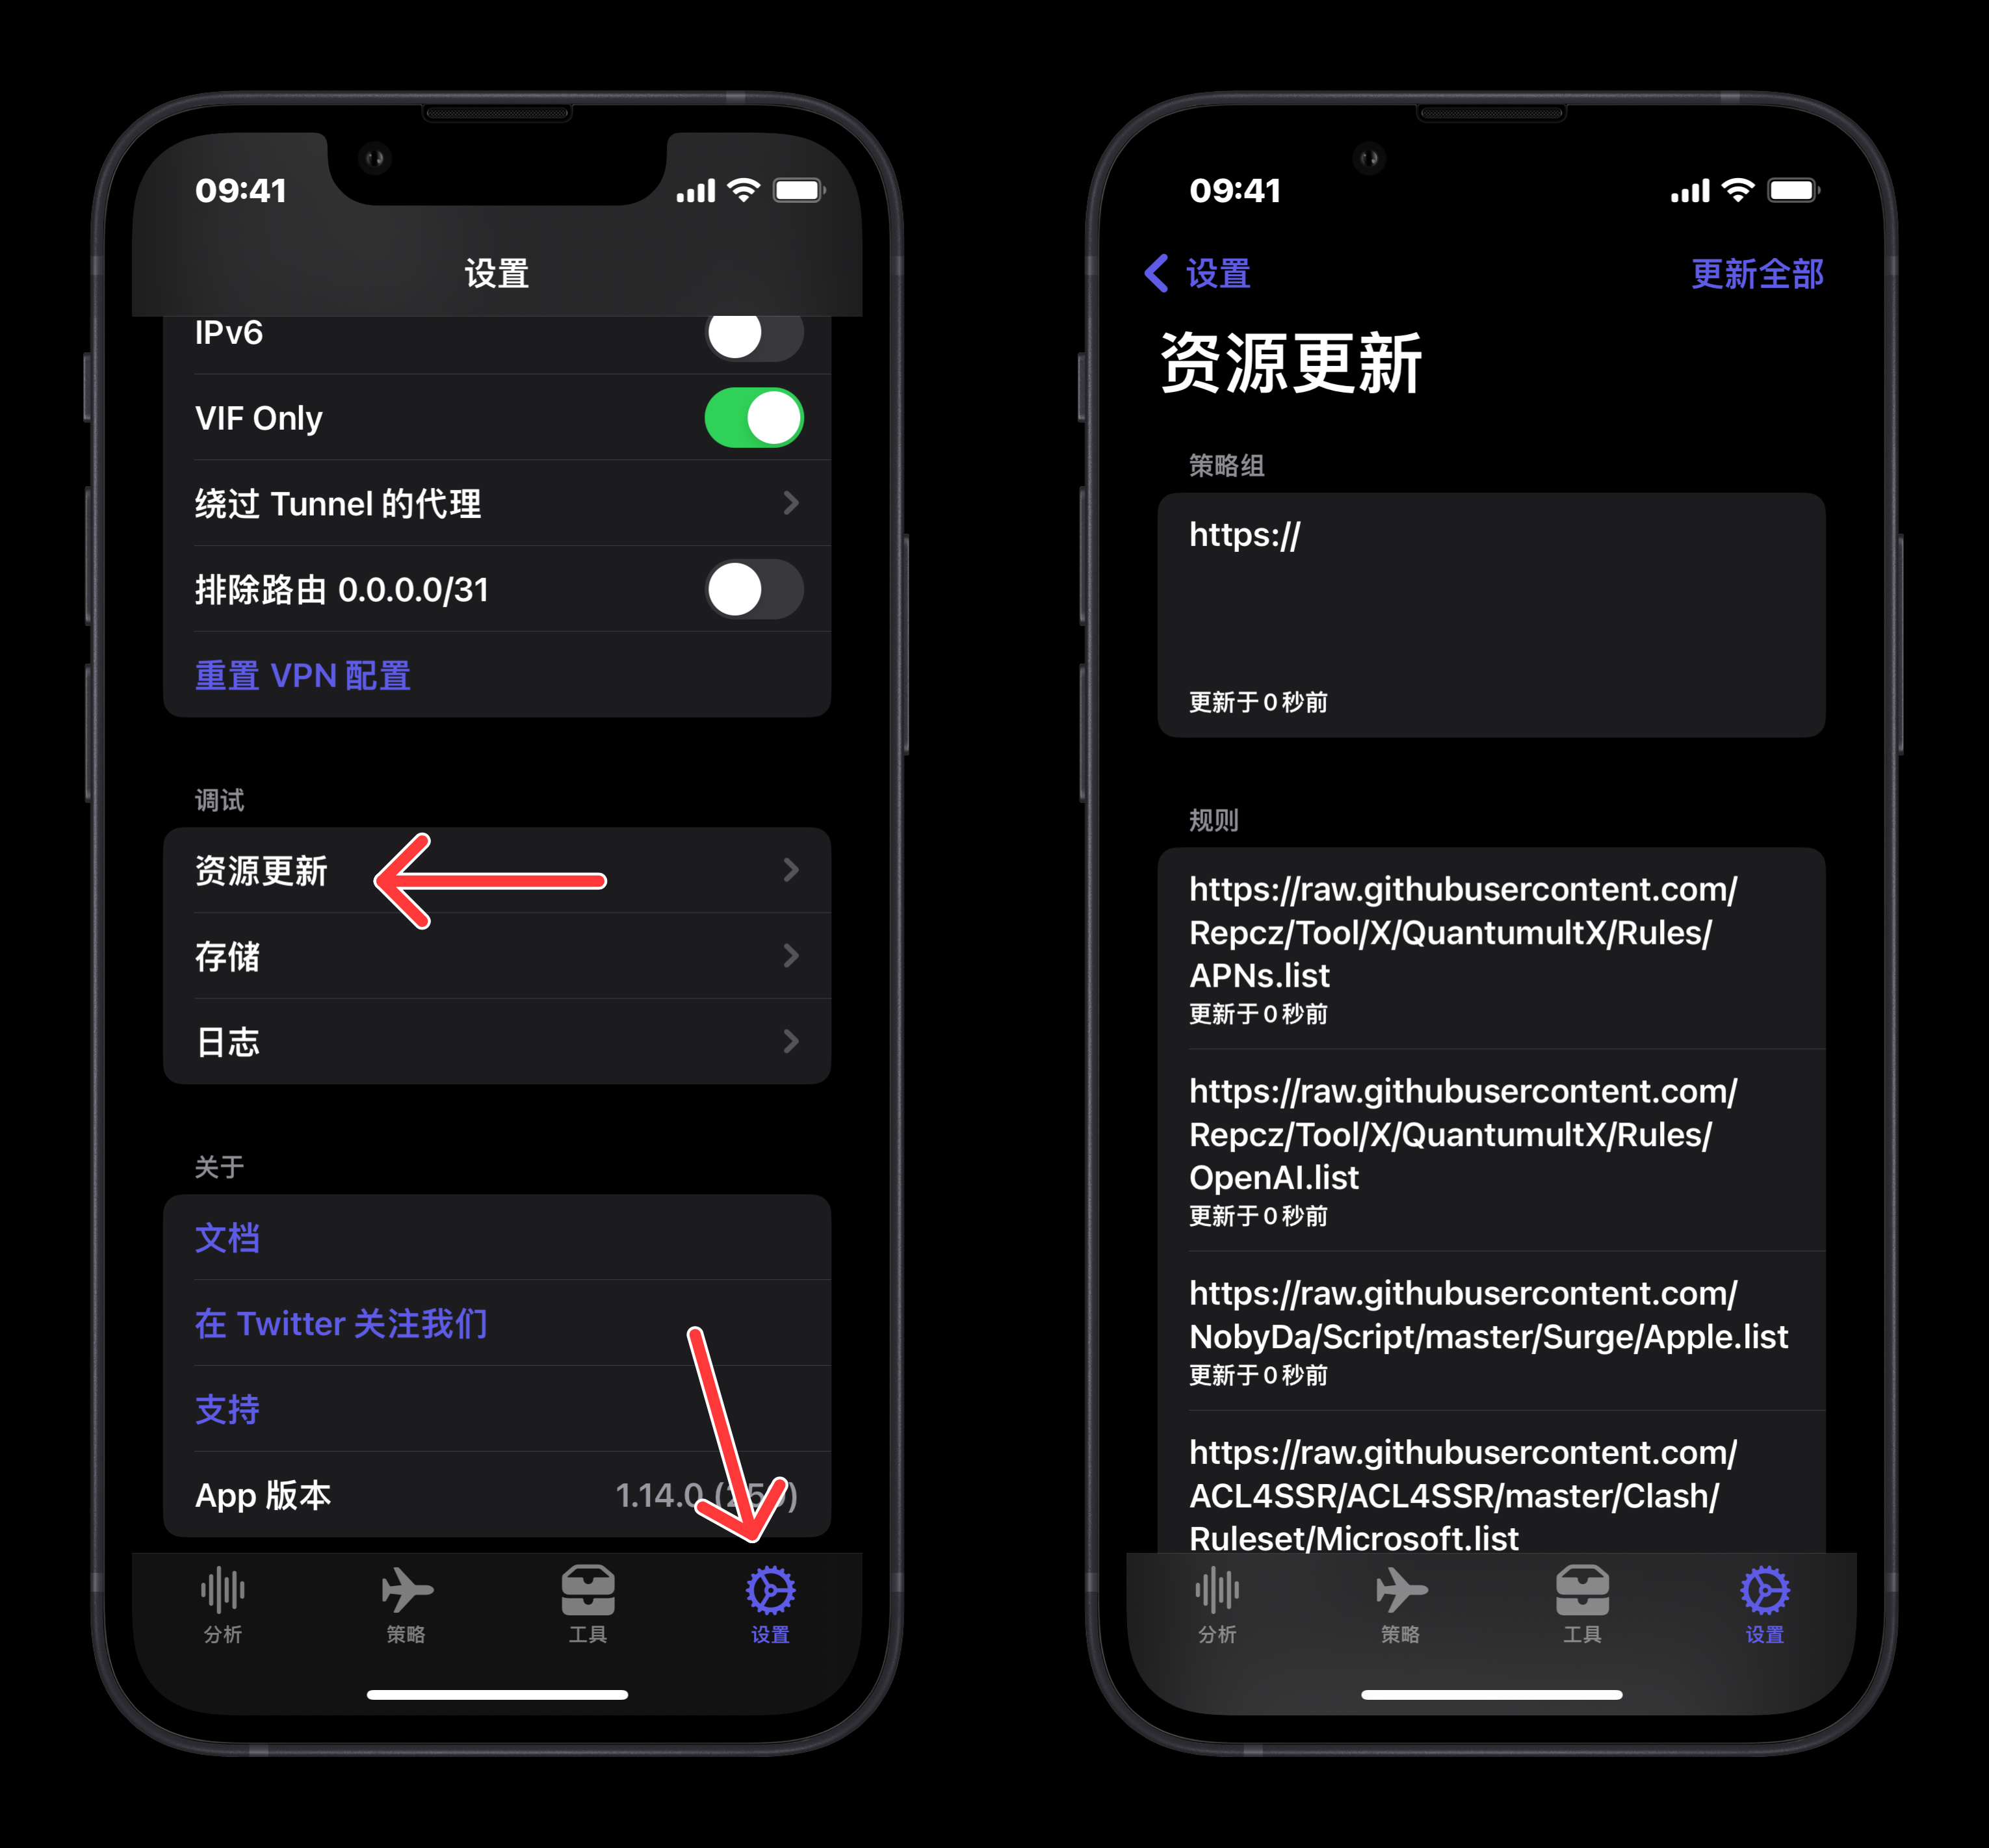 09:41
设置
IPv6
VIF Only
绕过 Tunnel 的代理
排除路由 0.0.0.0/31
重置 VPN 配置
调试
资源更新
存储
日志
关于
文档
在 Twitter 关注我们
支持
App 版本
1.14.0
分析
策略
工具
设置
09:41
设置
更新全部
资源更新
策略组
https://
更新于 0 秒前
规则
https://raw.githubusercontent.com/
Repcz/Tool/X/QuantumultX/Rules/
APNs.list
更新于 0 秒前
https://raw.githubusercontent.com/
Repcz/Tool/X/QuantumultX/Rules/
OpenAI.list
更新于 0 秒前
https://raw.githubusercontent.com/
NobyDa/Script/master/Surge/Apple.list
更新于 0 秒前
https://raw.githubusercontent.com/
ACL4SSR/ACL4SSR/master/Clash/
Ruleset/Microsoft.list
分析
策略
工具
设置